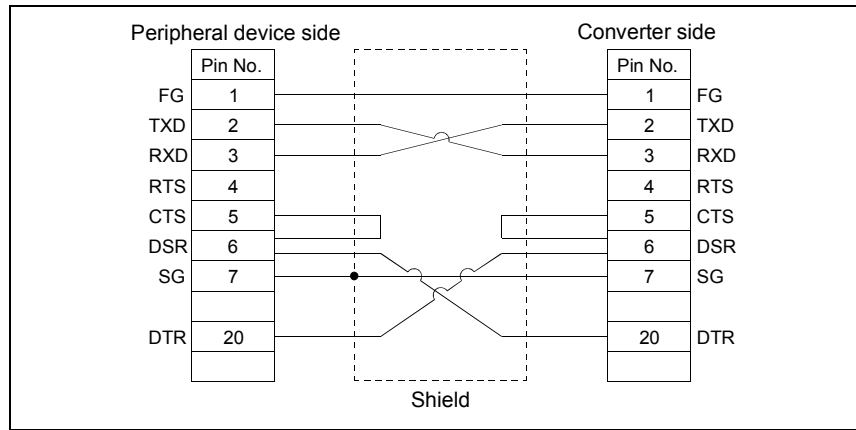 Peripheral device side Converter side
Pin No. Pin No.
FG 1 1 FG
TXD 2 2 TXD
RXD 3 3 RXD
RTS 4 4 RTS
CTS 5 5 CTS
DSR 6 6 DSR
SG 7 7 SG
DTR 20 20 DTR
Shield